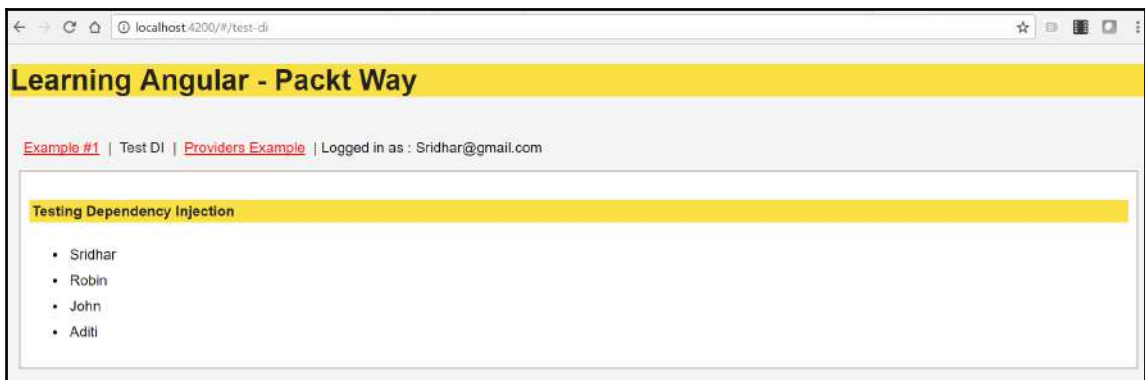 localhost:4200/#/test-di
Learning Angular - Packt Way
Example #1 | Test DI | Providers Example | Logged in as : Sridhar@gmail.com
Testing Dependency Injection
• Sridhar
• Robin
• John
• Aditi